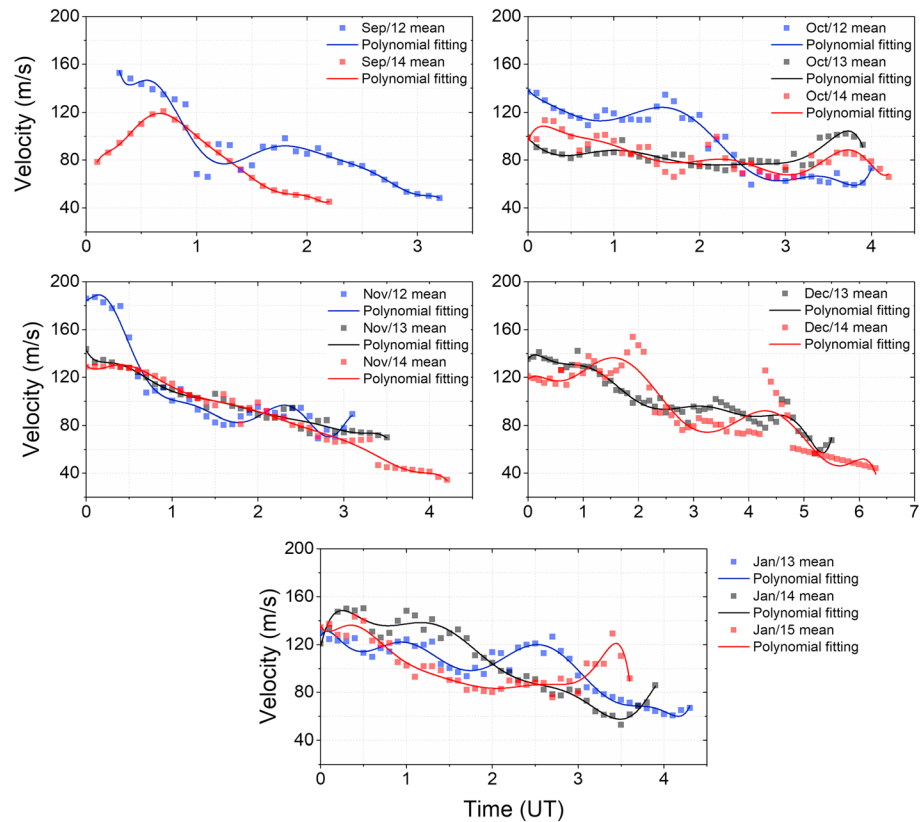 200
160
120
80
40
0
1
2
3
Velocity (m/s)
Sep/12 mean
Polynomial fitting
Sep/14 mean
Polynomial fitting
200
160
120
80
40
0
1
2
3
4
Oct/12 mean
Polynomial fitting
Oct/13 mean
Polynomial fitting
Oct/14 mean
Polynomial fitting
200
160
120
80
40
0
1
2
3
4
Velocity (m/s)
Nov/12 mean
Polynomial fitting
Nov/13 mean
Polynomial fitting
Nov/14 mean
Polynomial fitting
200
160
120
80
40
0
1
2
3
4
5
6
7
Dec/13 mean
Polynomial fitting
Dec/14 mean
Polynomial fitting
200
160
120
80
40
0
1
2
3
4
Velocity (m/s)
Jan/13 mean
Polynomial fitting
Jan/14 mean
Polynomial fitting
Jan/15 mean
Polynomial fitting
Time (UT)